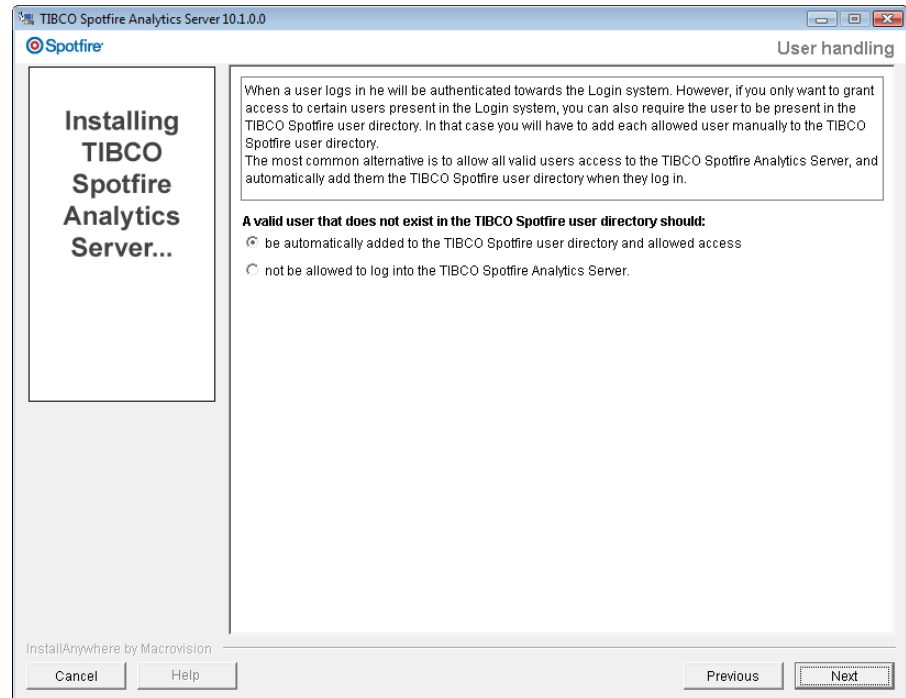 TIBCO Spotfire Analytics Server 10.1.0.0
Spotfire
User handling
Installing
TIBCO
Spotfire
Analytics
Server...
When a user logs in he will be authenticated towards the Login system. However, if you only want to grant
access to certain users present in the Login system, you can also require the user to be present in the
TIBCO Spotfire user directory. In that case you will have to add each allowed user manually to the TIBCO
Spotfire user directory.
The most common alternative is to allow all valid users access to the TIBCO Spotfire Analytics Server, and
automatically add them the TIBCO Spotfire user directory when they log in.
A valid user that does not exist in the TIBCO Spotfire user directory should:
be automatically added to the TIBCO Spotfire user directory and allowed access
not be allowed to log into the TIBCO Spotfire Analytics Server.
InstallAnywhere by Macrovision
Cancel Help Previous Next